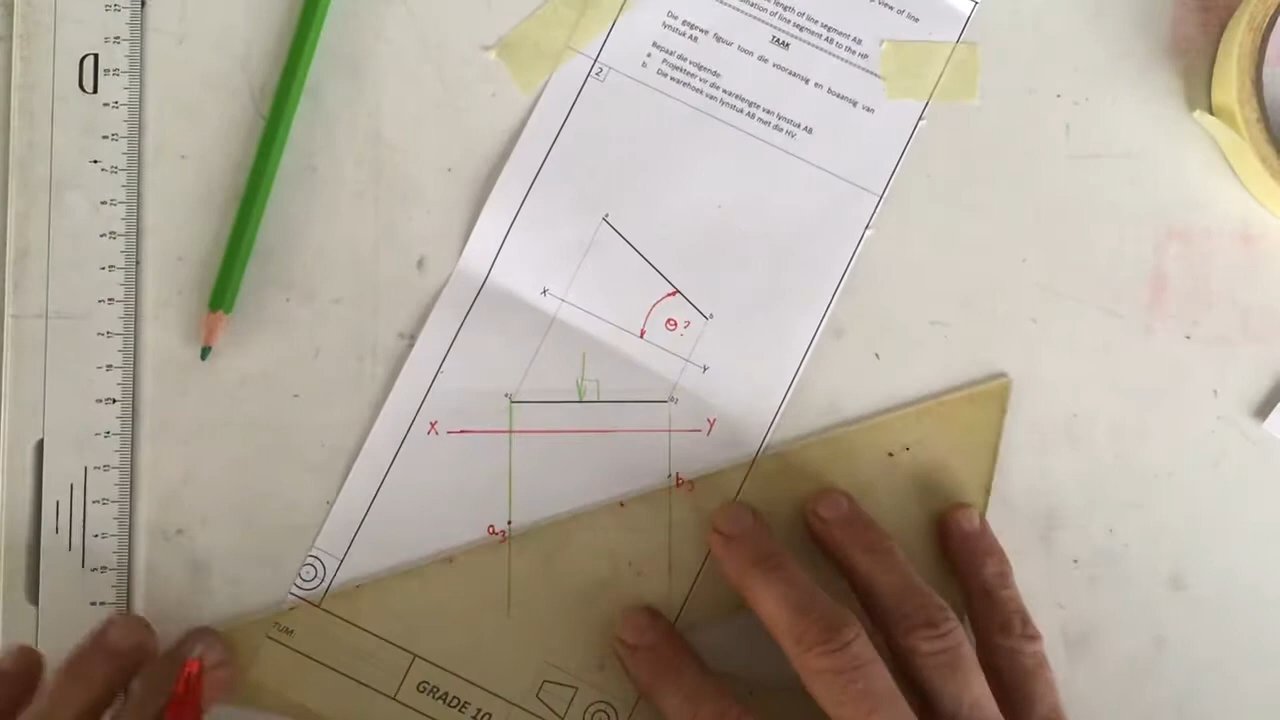 view of line
length of line segment AB.
ination of line segment AB to the HP
TAAK
Die gegewe figuur toon die vooraansig en boaansig van
lynstuk AB.
Bepaal die volgende:
a. Projekteer vir die warelengte van lynstuk AB.
b. Die warehoek van lynstuk AB met die HV.
2.
X
Θ?
Y
X
Y
b3
a3
TUM:
GRADE 10